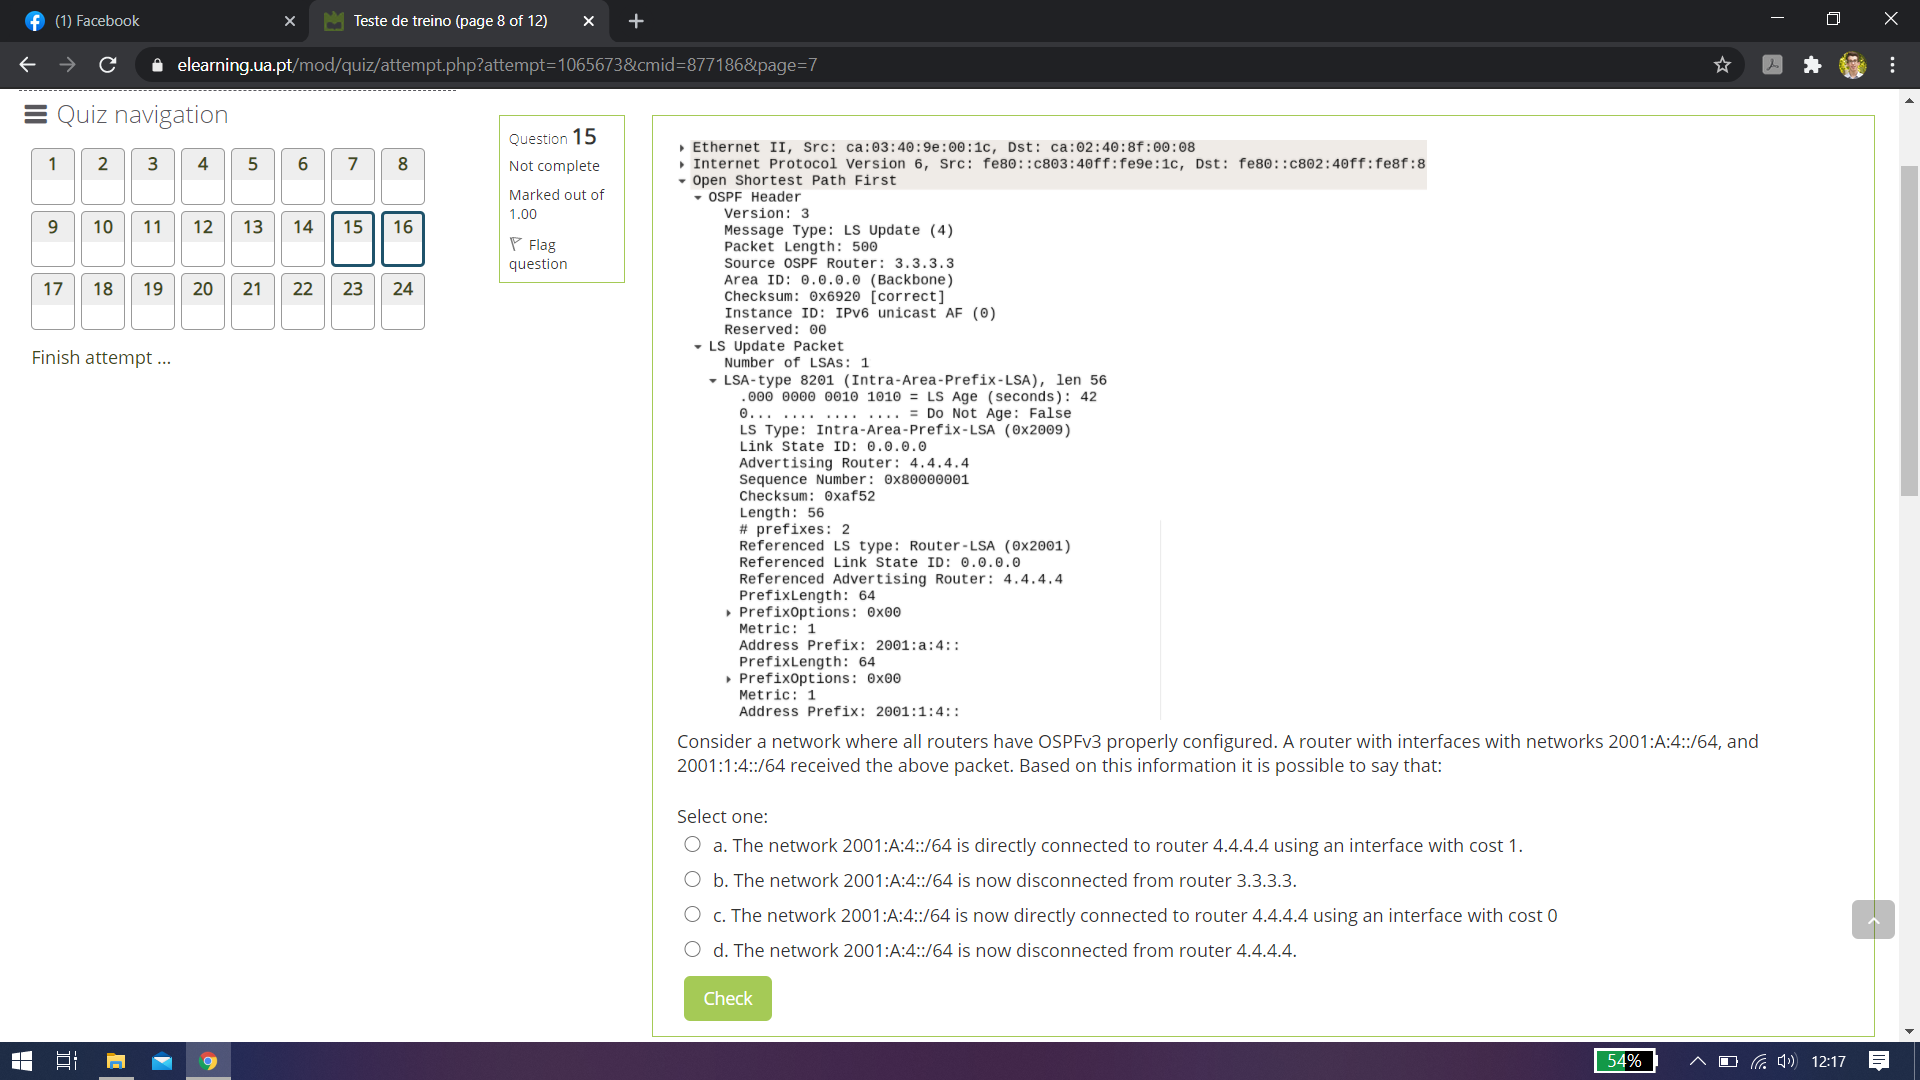 (1) Facebook
Teste de treino (page 8 of 12)
elearning.ua.pt/mod/quiz/attempt.php?attempt=1065673&cmid=877186&page=7
Quiz navigation
1 2 3 4 5 6 7 8
9 10 11 12 13 14 15 16
17 18 19 20 21 22 23 24
Finish attempt ...
Question 15
Not complete
Marked out of
1.00
Flag
question
Ethernet II, Src: ca:03:40:9e:00:1c, Dst: ca:02:40:8f:00:08
Internet Protocol Version 6, Src: fe80::c803:40ff:fe9e:1c, Dst: fe80::c802:40ff:fe8f:8
Open Shortest Path First
OSPF Header
Version: 3
Message Type: LS Update (4)
Packet Length: 500
Source OSPF Router: 3.3.3.3
Area ID: 0.0.0.0 (Backbone)
Checksum: 0x6920 [correct]
Instance ID: IPv6 unicast AF (0)
Reserved: 00
LS Update Packet
Number of LSAs: 1
LSA-type 8201 (Intra-Area-Prefix-LSA), len 56
.000 0000 0010 1010 = LS Age (seconds): 42
0... .... .... .... = Do Not Age: False
LS Type: Intra-Area-Prefix-LSA (0x2009)
Link State ID: 0.0.0.0
Advertising Router: 4.4.4.4
Sequence Number: 0x80000001
Checksum: 0xaf52
Length: 56
# prefixes: 2
Referenced LS type: Router-LSA (0x2001)
Referenced Link State ID: 0.0.0.0
Referenced Advertising Router: 4.4.4.4
PrefixLength: 64
PrefixOptions: 0x00
Metric: 1
Address Prefix: 2001:a:4::
PrefixLength: 64
PrefixOptions: 0x00
Metric: 1
Address Prefix: 2001:1:4::
Consider a network where all routers have OSPFv3 properly configured. A router with interfaces with networks 2001:A:4::/64, and
2001:1:4::/64 received the above packet. Based on this information it is possible to say that:
Select one:
a. The network 2001:A:4::/64 is directly connected to router 4.4.4.4 using an interface with cost 1.
b. The network 2001:A:4::/64 is now disconnected from router 3.3.3.3.
c. The network 2001:A:4::/64 is now directly connected to router 4.4.4.4 using an interface with cost 0
d. The network 2001:A:4::/64 is now disconnected from router 4.4.4.4.
Check
54%
12:17